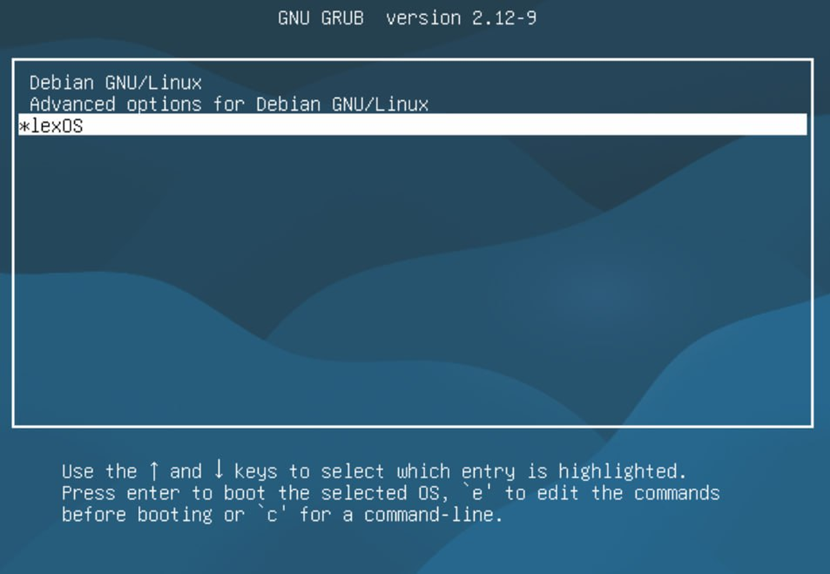 GNU GRUB  version 2.12-9
Debian GNU/Linux
Advanced options for Debian GNU/Linux
*lexOS
Use the ↑ and ↓ keys to select which entry is highlighted.
Press enter to boot the selected OS, `e' to edit the commands
before booting or `c' for a command-line.